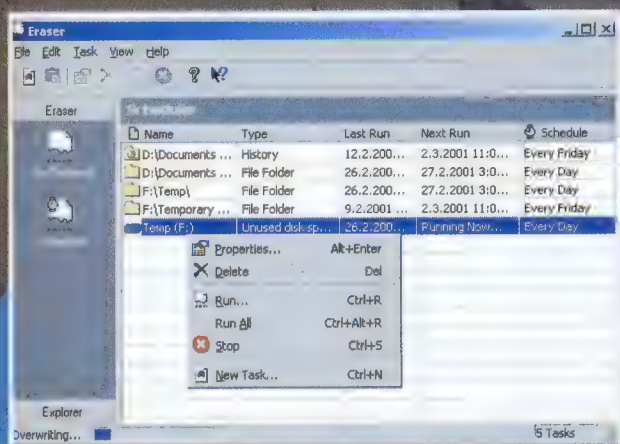 Eraser
File Edit Task View Help
Eraser
Name Type Last Run Next Run Schedule
D:\Documents ... History 12.2.200... 2.3.2001 11:0... Every Friday
D:\Documents ... File Folder 26.2.200... 27.2.2001 3:0... Every Day
F:\Temp\ File Folder 26.2.200... 27.2.2001 3:0... Every Day
F:\Temporary ... File Folder 9.2.2001 ... 2.3.2001 11:0... Every Friday
Temp (F:) Unused disk sp... 26.2.200... Running Now... Every Day
Properties... Alt+Enter
Delete Del
Run... Ctrl+R
Run All Ctrl+Alt+R
Stop Ctrl+S
New Task... Ctrl+N
Explorer
Overwriting... 5 Tasks